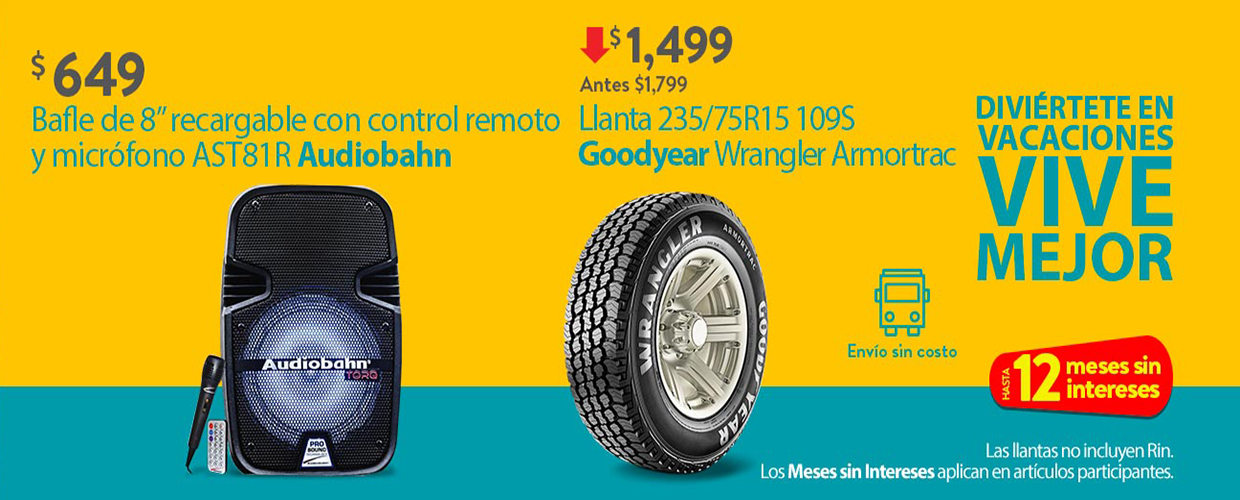 $649
Bafle de 8” recargable con control remoto
y micrófono AST81R Audiobahn
$1,499
Antes $1,799
Llanta 235/75R15 109S
Goodyear Wrangler Armortrac
DIVIÉRTETE EN
VACACIONES
VIVE
MEJOR
Envío sin costo
HASTA 12 meses sin
intereses
Audiobahn
TORQ
PRO
SOUND
WRANGLER
ARMORTRAC
GOODYEAR
Las llantas no incluyen Rin.
Los Meses sin Intereses aplican en artículos participantes.